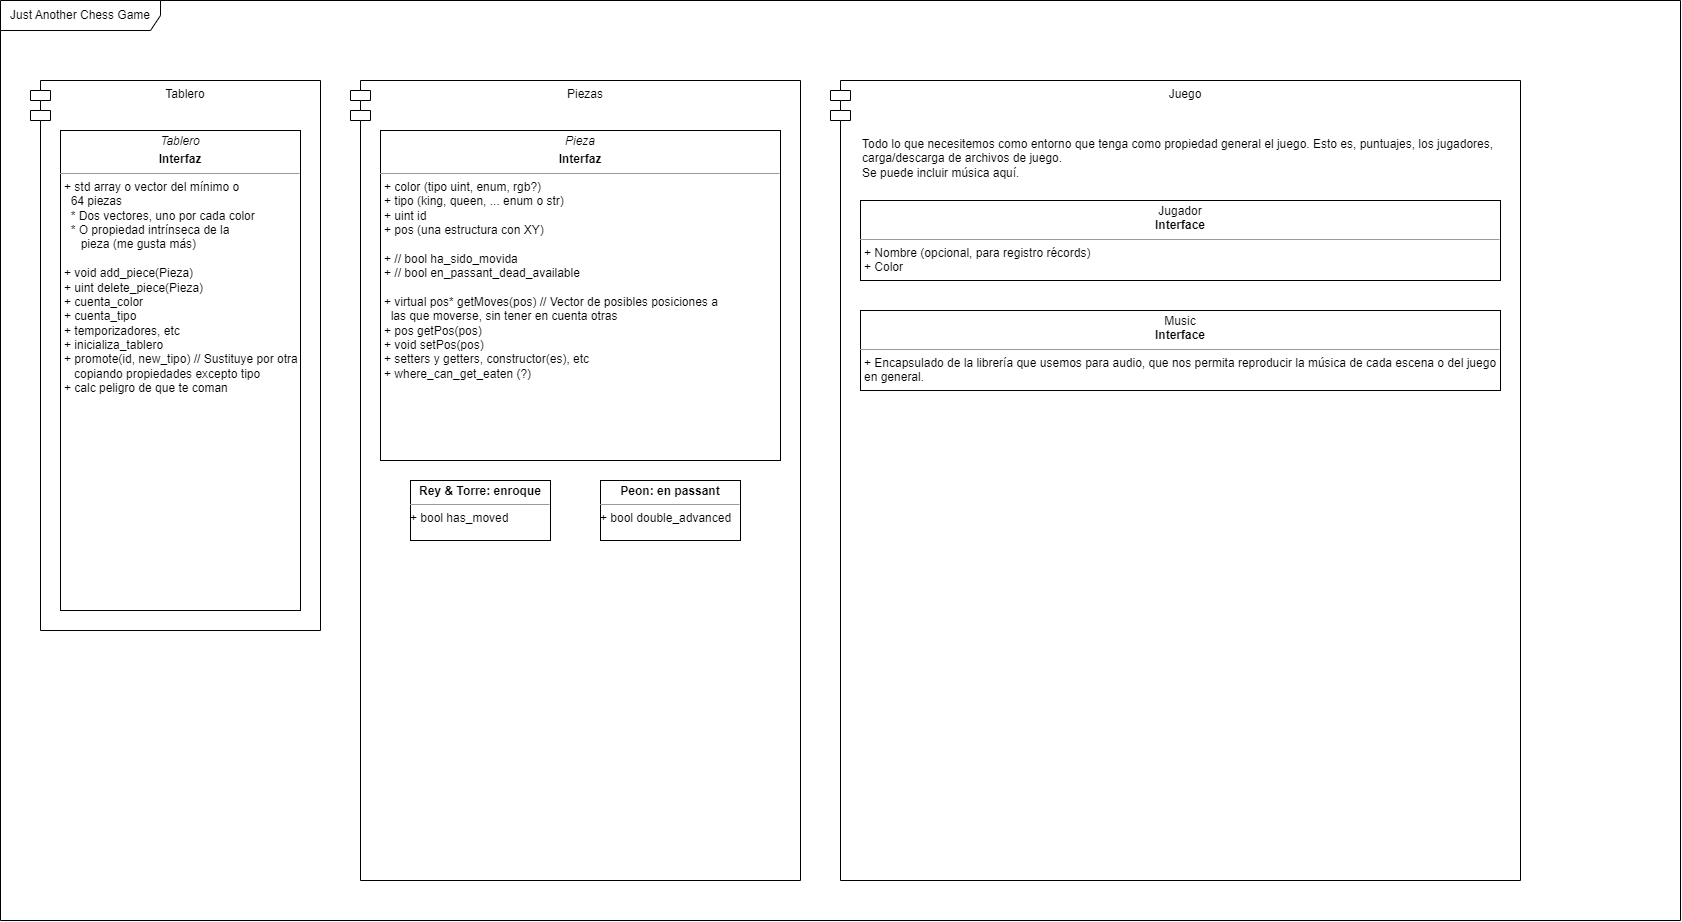 Just Another Chess Game
Tablero
Tablero
Interfaz
+ std array o vector del mínimo o
64 piezas
* Dos vectores, uno por cada color
* O propiedad intrínseca de la
pieza (me gusta más)
+ void add_piece(Pieza)
+ uint delete_piece(Pieza)
+ cuenta_color
+ cuenta_tipo
+ temporizadores, etc
+ inicializa_tablero
+ promote(id, new_tipo) // Sustituye por otra
copiando propiedades excepto tipo
+ calc peligro de que te coman
Piezas
Pieza
Interfaz
+ color (tipo uint, enum, rgb?)
+ tipo (king, queen, ... enum o str)
+ uint id
+ pos (una estructura con XY)
+ // bool ha_sido_movida
+ // bool en_passant_dead_available
+ virtual pos* getMoves(pos) // Vector de posibles posiciones a
las que moverse, sin tener en cuenta otras
+ pos getPos(pos)
+ void setPos(pos)
+ setters y getters, constructor(es), etc
+ where_can_get_eaten (?)
Rey & Torre: enroque
+ bool has_moved
Peon: en passant
+ bool double_advanced
Juego
Todo lo que necesitemos como entorno que tenga como propiedad general el juego. Esto es, puntuajes, los jugadores,
carga/descarga de archivos de juego.
Se puede incluir música aquí.
Jugador
Interface
+ Nombre (opcional, para registro récords)
+ Color
Music
Interface
+ Encapsulado de la librería que usemos para audio, que nos permita reproducir la música de cada escena o del juego
en general.